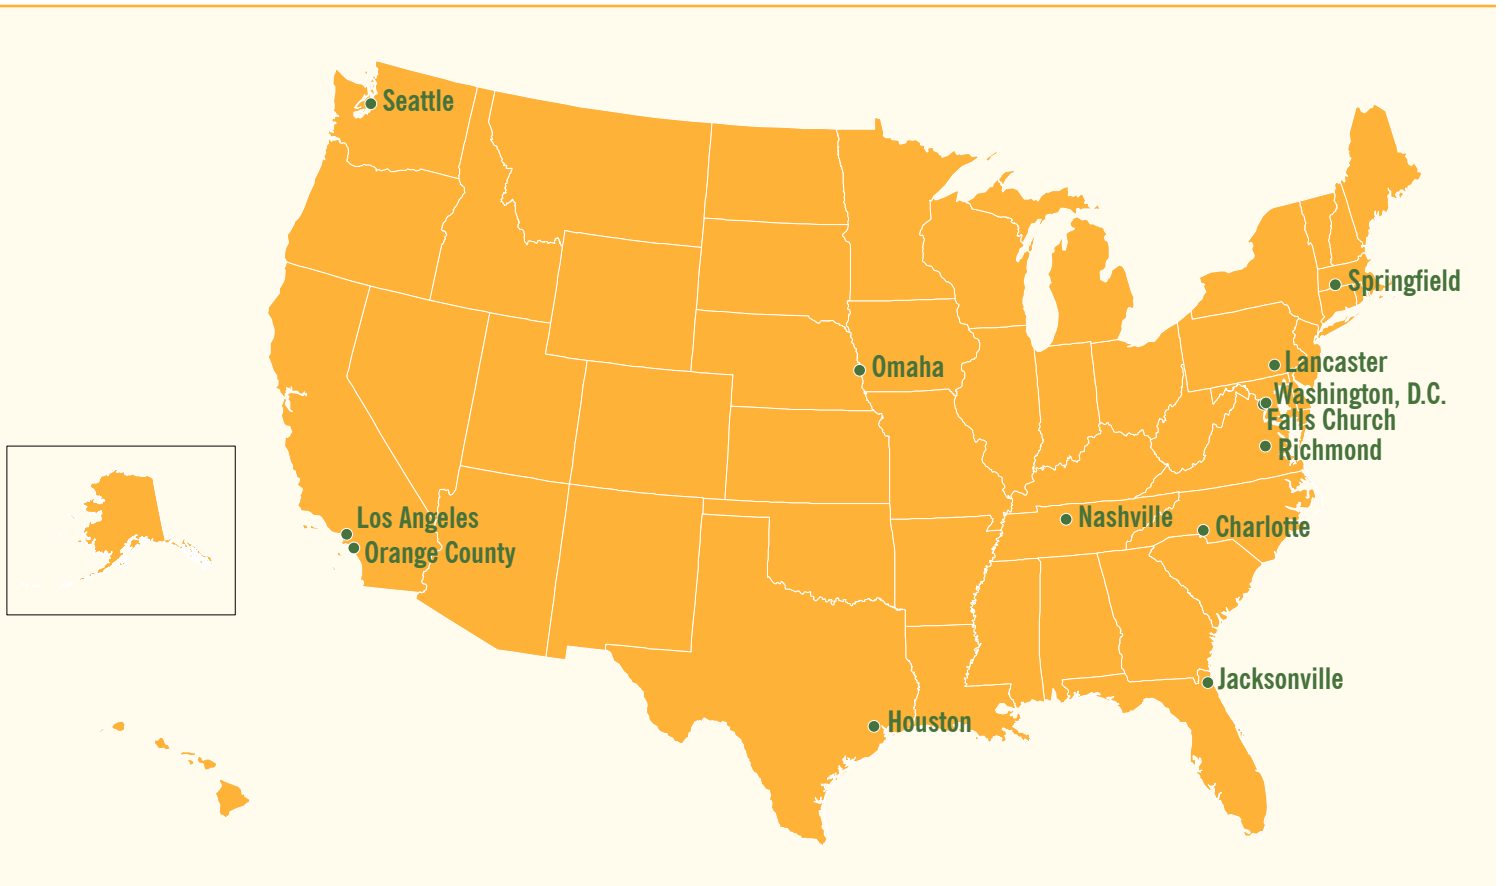 Seattle
Springfield
Lancaster
Omaha
Washington, D.C.
Falls Church
Richmond
Los Angeles
Nashville
Charlotte
Orange County
Jacksonville
Houston